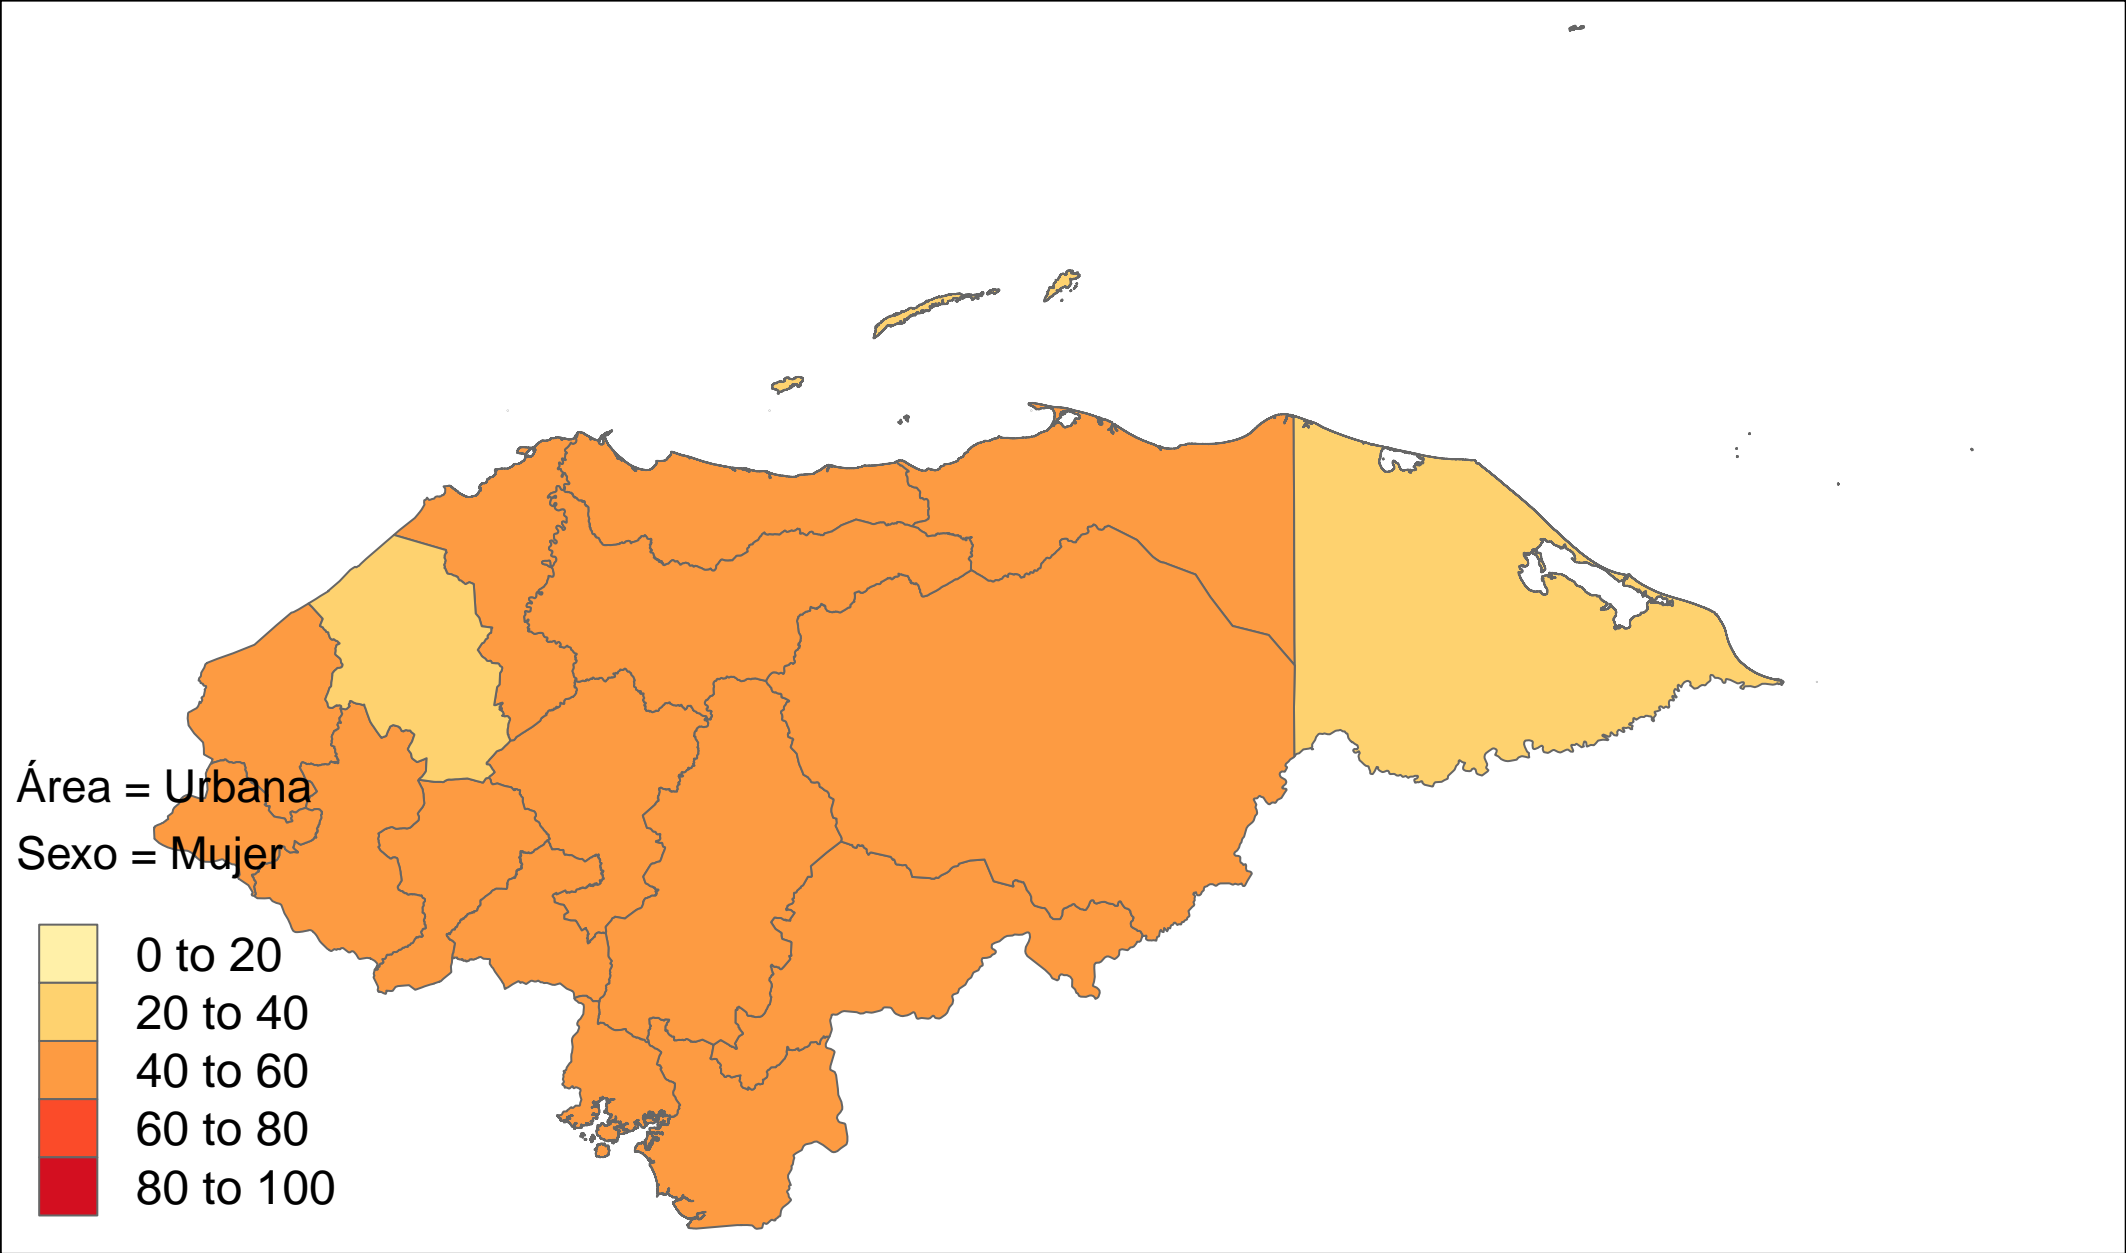 Área = Urbana
Sexo = Mujer
0 to 20
20 to 40
40 to 60
60 to 80
80 to 100